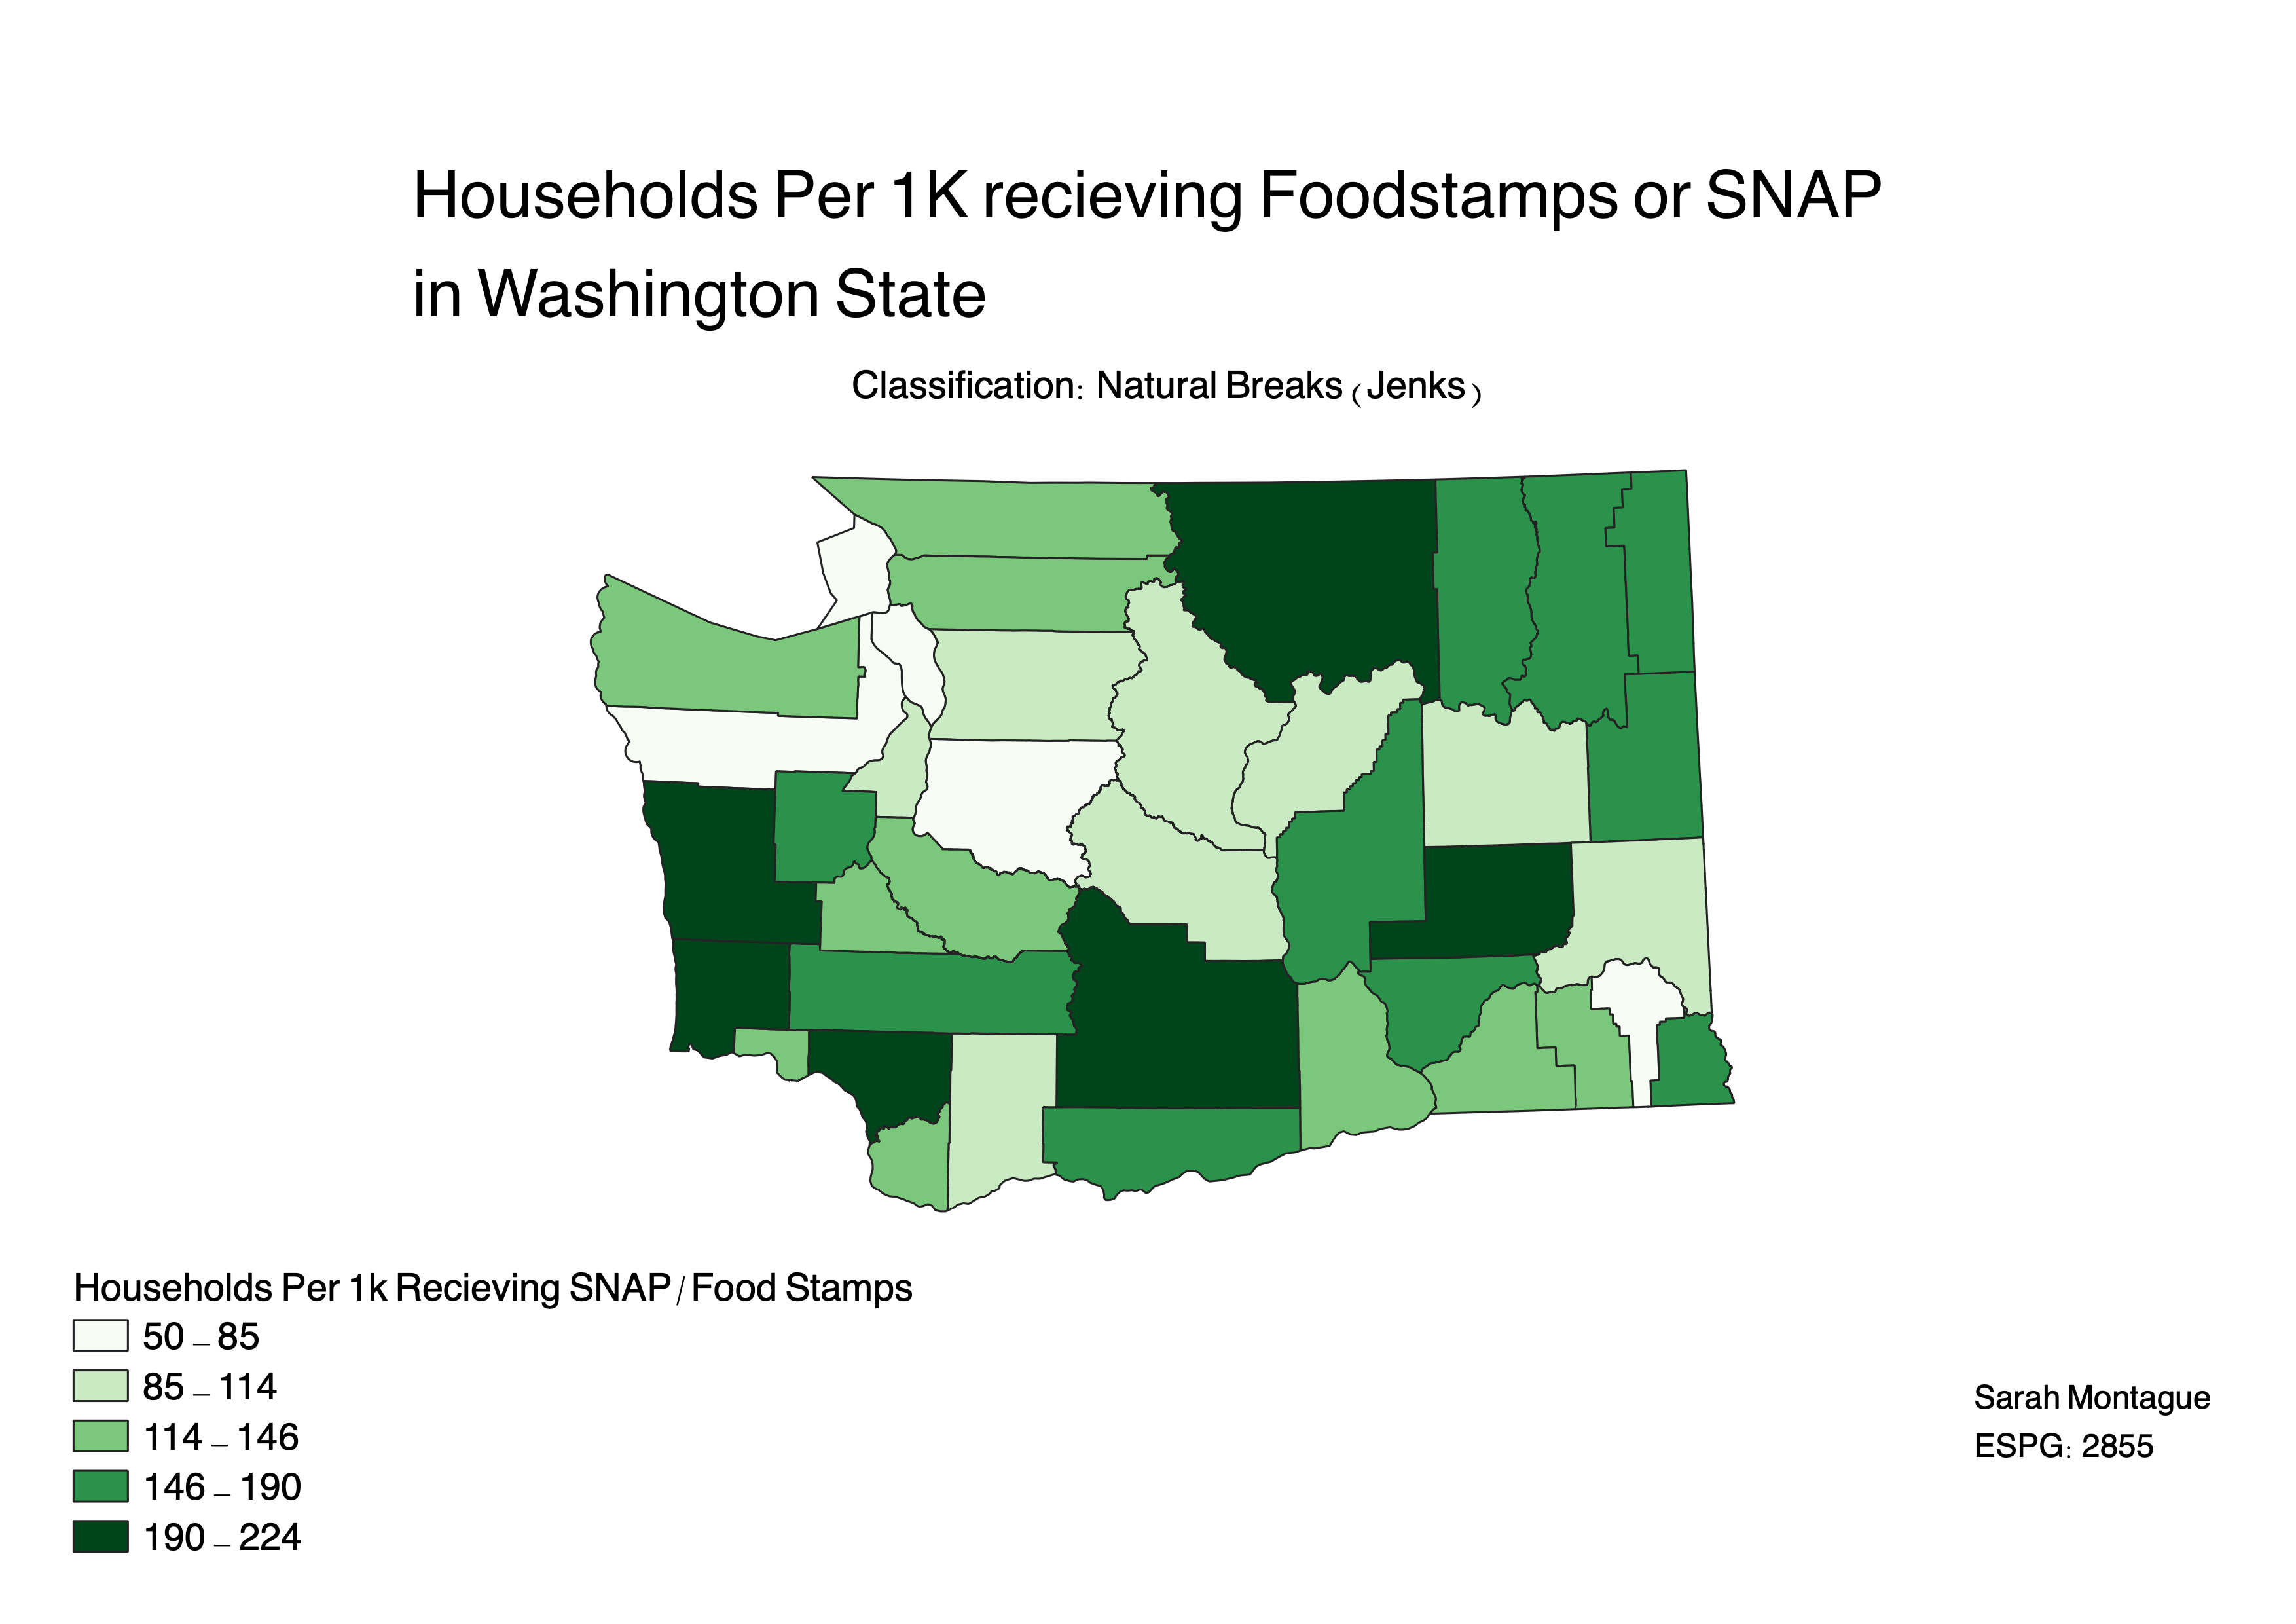 Households Per 1K recieving Foodstamps or SNAP
in Washington State
Classification: Natural Breaks (Jenks)
Households Per 1k Recieving SNAP/Food Stamps
50 – 85
85 – 114
114 – 146
146 – 190
190 – 224
Sarah Montague
ESPG: 2855